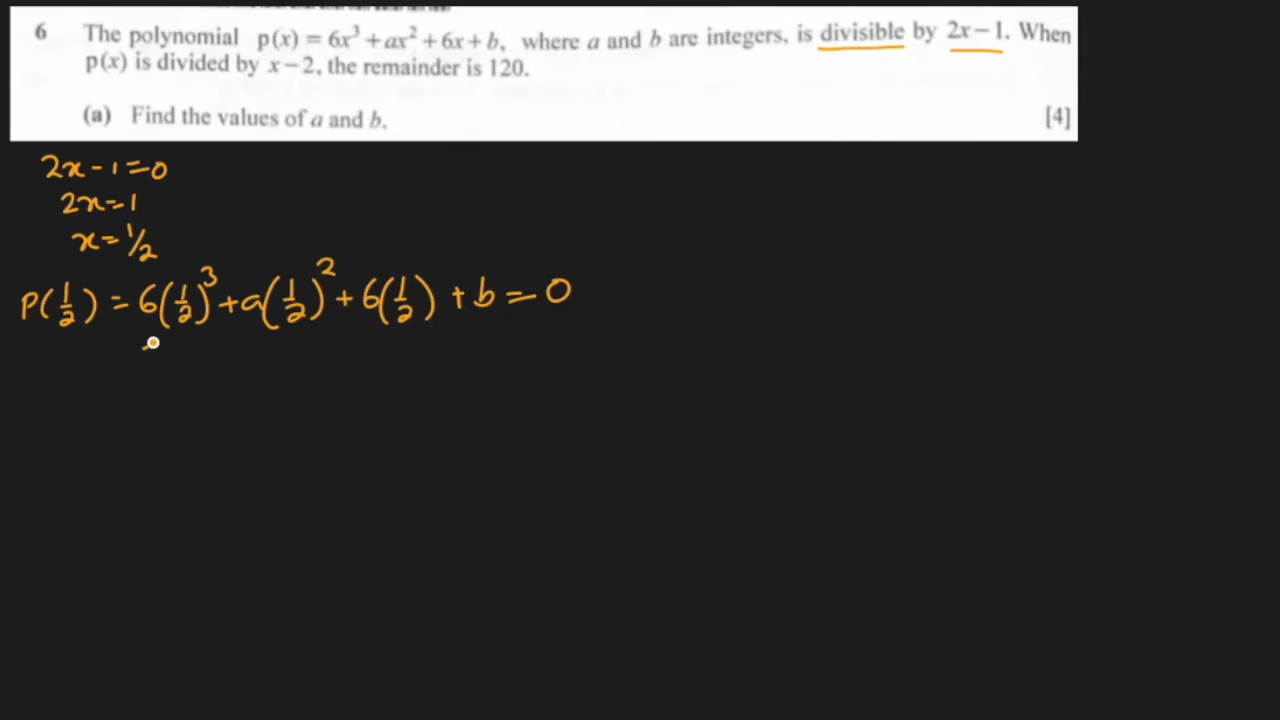 6 The polynomial p(x) = 6x³ + ax² + 6x + b, where a and b are integers, is divisible by 2x − 1. When
p(x) is divided by x − 2, the remainder is 120.
(a) Find the values of a and b. [4]
2x - 1 = 0
2x = 1
x = 1/2
P(1/2) = 6(1/2)³ + a(1/2)² + 6(1/2) + b = 0